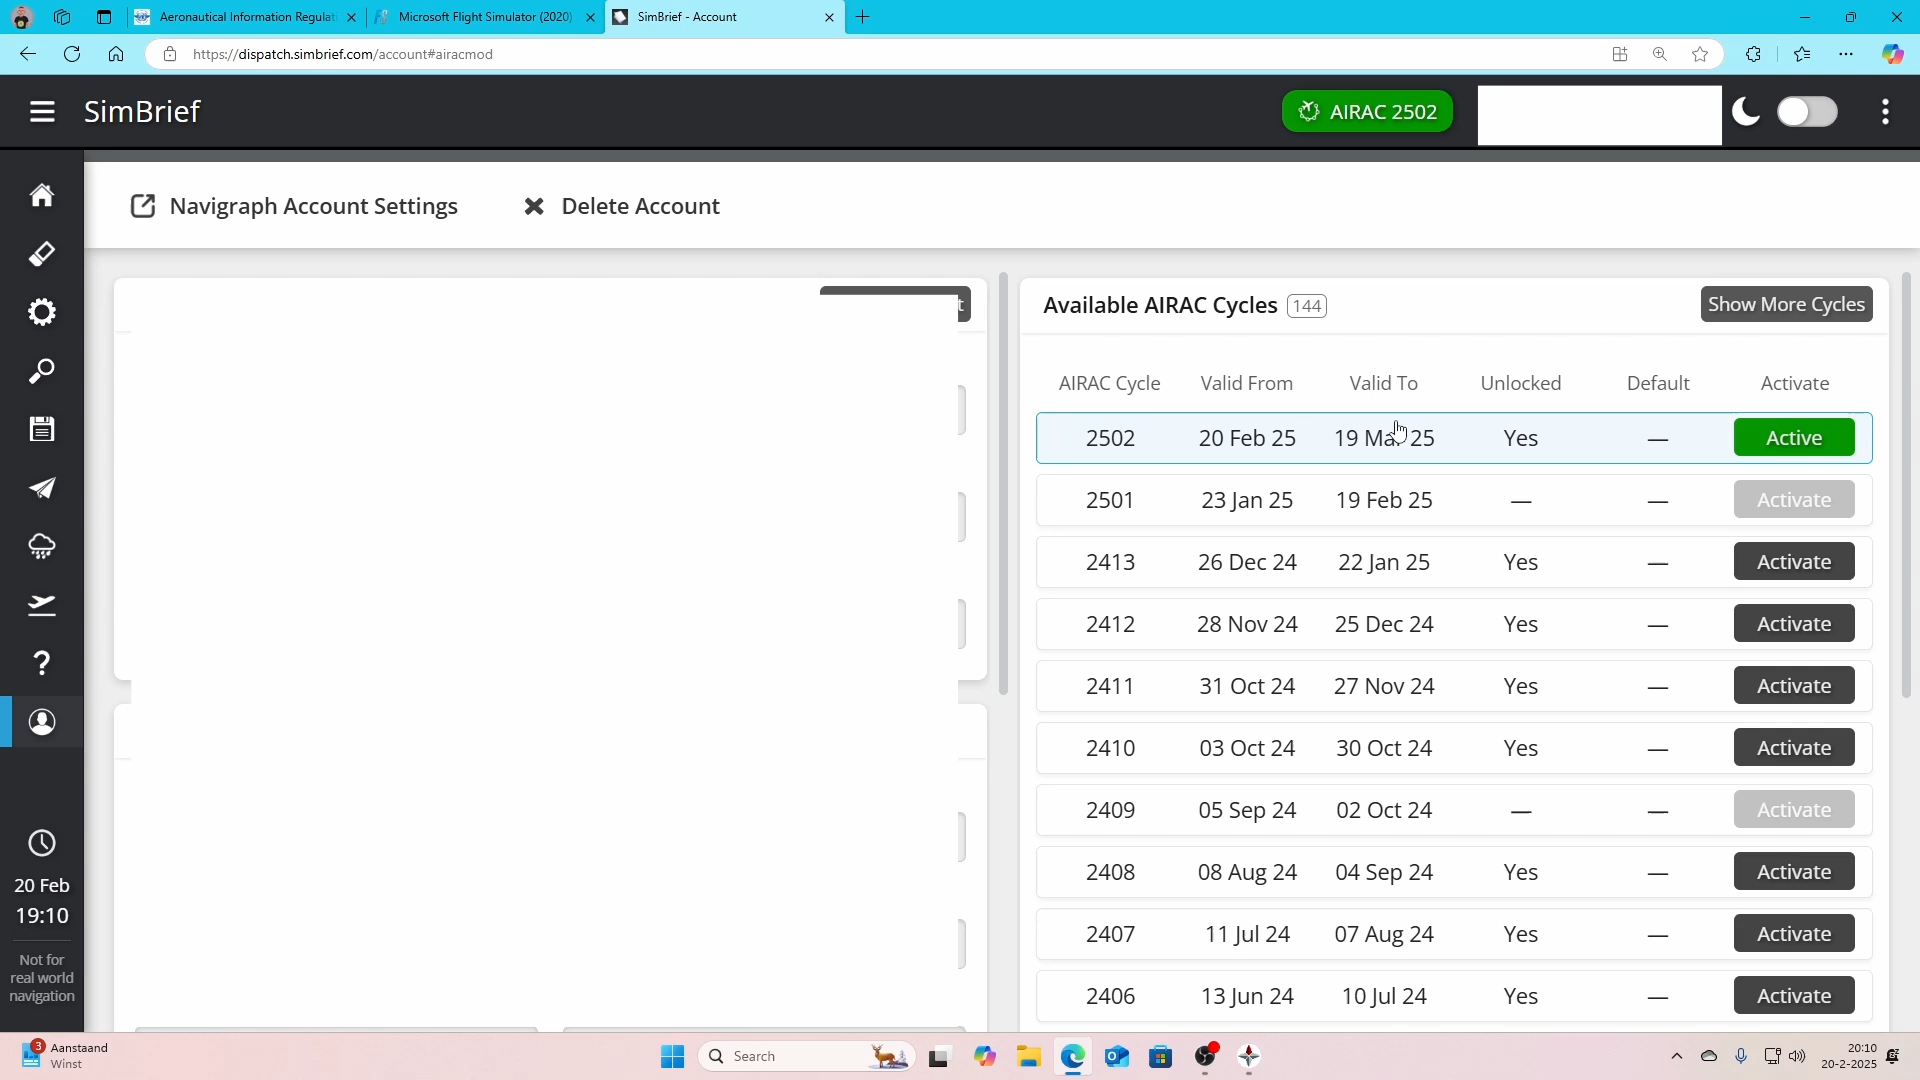 Aeronautical Information Regulat
Microsoft Flight Simulator (2020)
SimBrief - Account
https://dispatch.simbrief.com/account#airacmod
SimBrief
AIRAC 2502
Navigraph Account Settings
Delete Account
Available AIRAC Cycles 144
Show More Cycles
AIRAC Cycle Valid From Valid To Unlocked Default Activate
2502 20 Feb 25 19 Mar 25 Yes — Active
2501 23 Jan 25 19 Feb 25 — — Activate
2413 26 Dec 24 22 Jan 25 Yes — Activate
2412 28 Nov 24 25 Dec 24 Yes — Activate
2411 31 Oct 24 27 Nov 24 Yes — Activate
2410 03 Oct 24 30 Oct 24 Yes — Activate
2409 05 Sep 24 02 Oct 24 — — Activate
2408 08 Aug 24 04 Sep 24 Yes — Activate
2407 11 Jul 24 07 Aug 24 Yes — Activate
2406 13 Jun 24 10 Jul 24 Yes — Activate
20 Feb
19:10
Not for
real world
navigation
3
Aanstaand
Winst
Search
20:10
20-2-2025